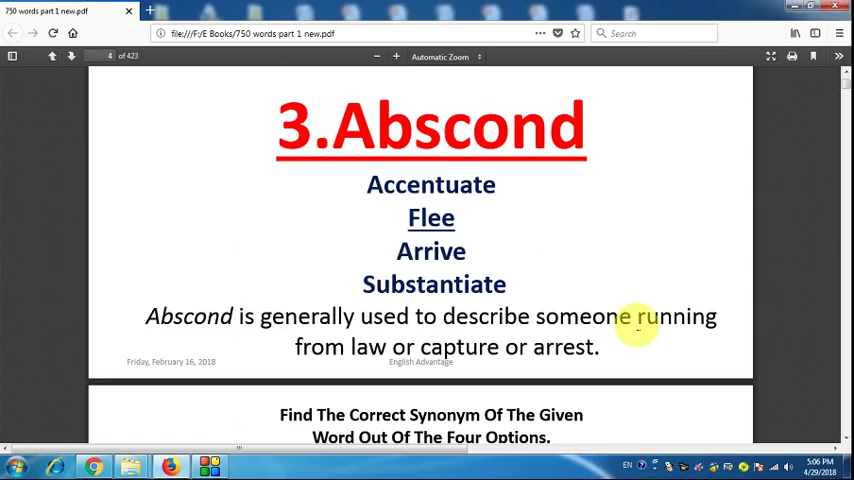 750 words part 1 new.pdf
file:///F:/E Books/750 words part 1 new.pdf
Search
4 of 423
Automatic Zoom
3.Abscond
Accentuate
Flee
Arrive
Substantiate
Abscond is generally used to describe someone running
from law or capture or arrest.
Friday, February 16, 2018
English Advantage
Find The Correct Synonym Of The Given
Word Out Of The Four Options.
EN
5:06 PM
4/29/2018